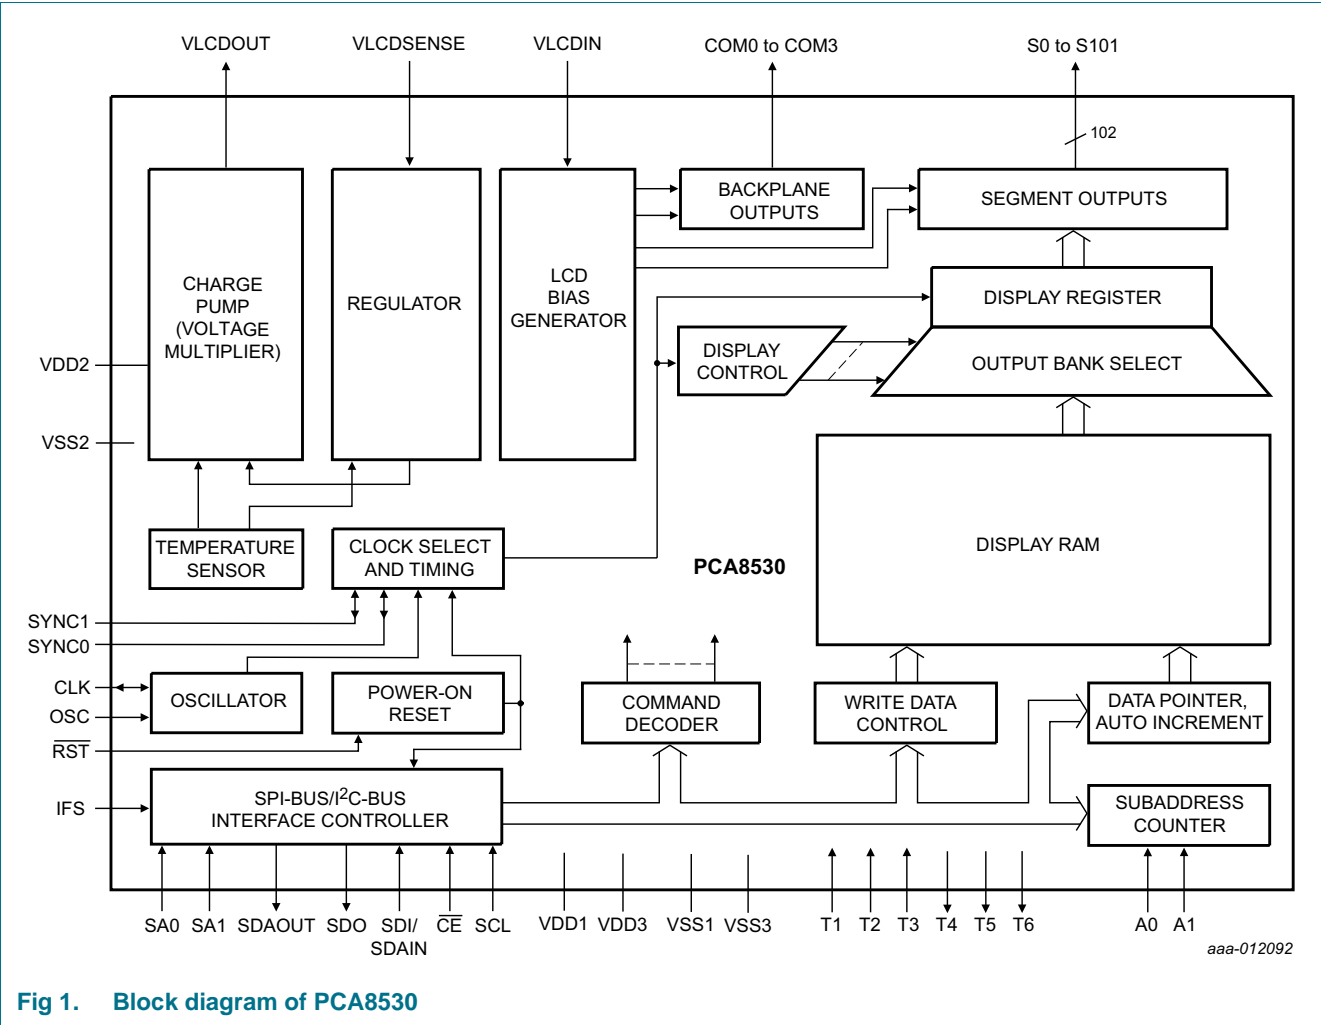 VLCDOUT
VLCDSENSE
VLCDIN
COM0 to COM3
S0 to S101
102
CHARGE
PUMP
(VOLTAGE
MULTIPLIER)
REGULATOR
LCD
BIAS
GENERATOR
BACKPLANE
OUTPUTS
SEGMENT OUTPUTS
DISPLAY REGISTER
DISPLAY
CONTROL
OUTPUT BANK SELECT
VDD2
VSS2
TEMPERATURE
SENSOR
CLOCK SELECT
AND TIMING
PCA8530
DISPLAY RAM
SYNC1
SYNC0
CLK
OSC
RST
OSCILLATOR
POWER-ON
RESET
COMMAND
DECODER
WRITE DATA
CONTROL
DATA POINTER,
AUTO INCREMENT
IFS
SPI-BUS/I²C-BUS
INTERFACE CONTROLLER
SUBADDRESS
COUNTER
SA0
SA1
SDAOUT
SDO
SDI/
SDAIN
CE
SCL
VDD1
VDD3
VSS1
VSS3
T1
T2
T3
T4
T5
T6
A0
A1
aaa-012092
Fig 1. Block diagram of PCA8530